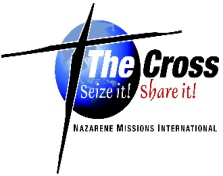 The Cross
Seize it! Share it!
NAZARENE MISSIONS INTERNATIONAL